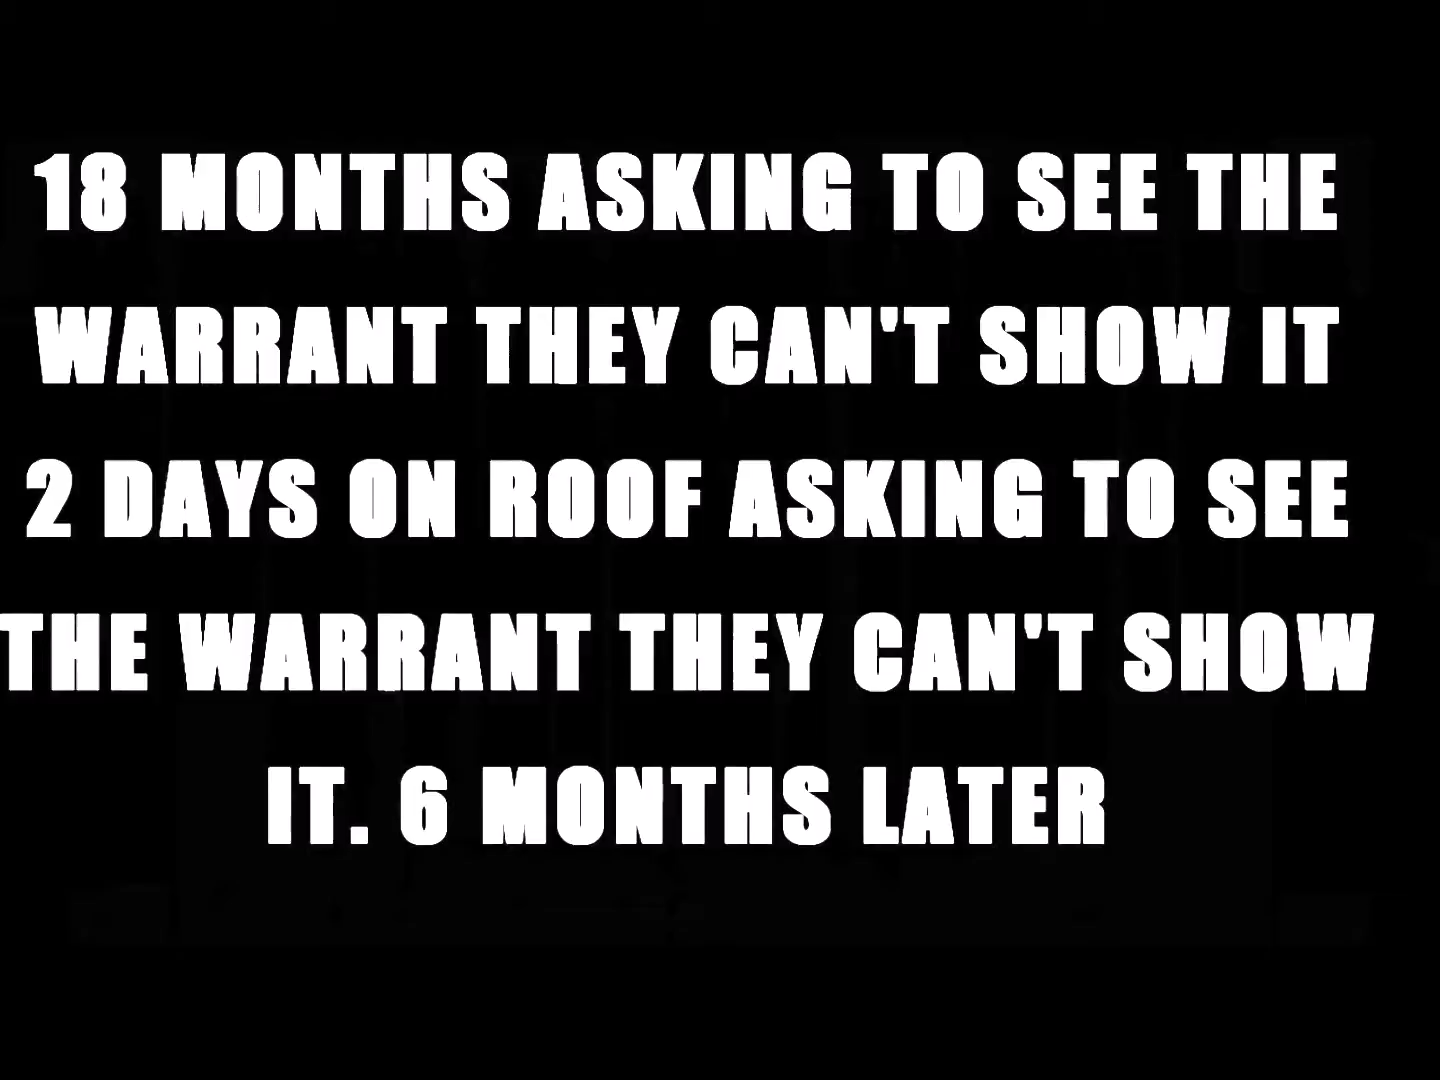 18 MONTHS ASKING TO SEE THE
WARRANT THEY CAN'T SHOW IT
2 DAYS ON ROOF ASKING TO SEE
THE WARRANT THEY CAN'T SHOW
IT. 6 MONTHS LATER